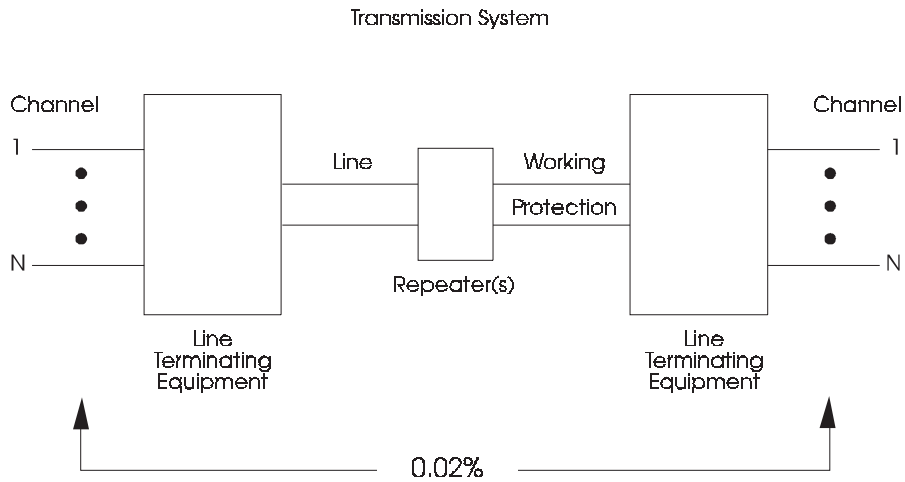 Transmission System
Channel
Channel
1
Line
Working
1
Protection
N
N
Repeater(s)
Line
Terminating
Equipment
Line
Terminating
Equipment
0.02%